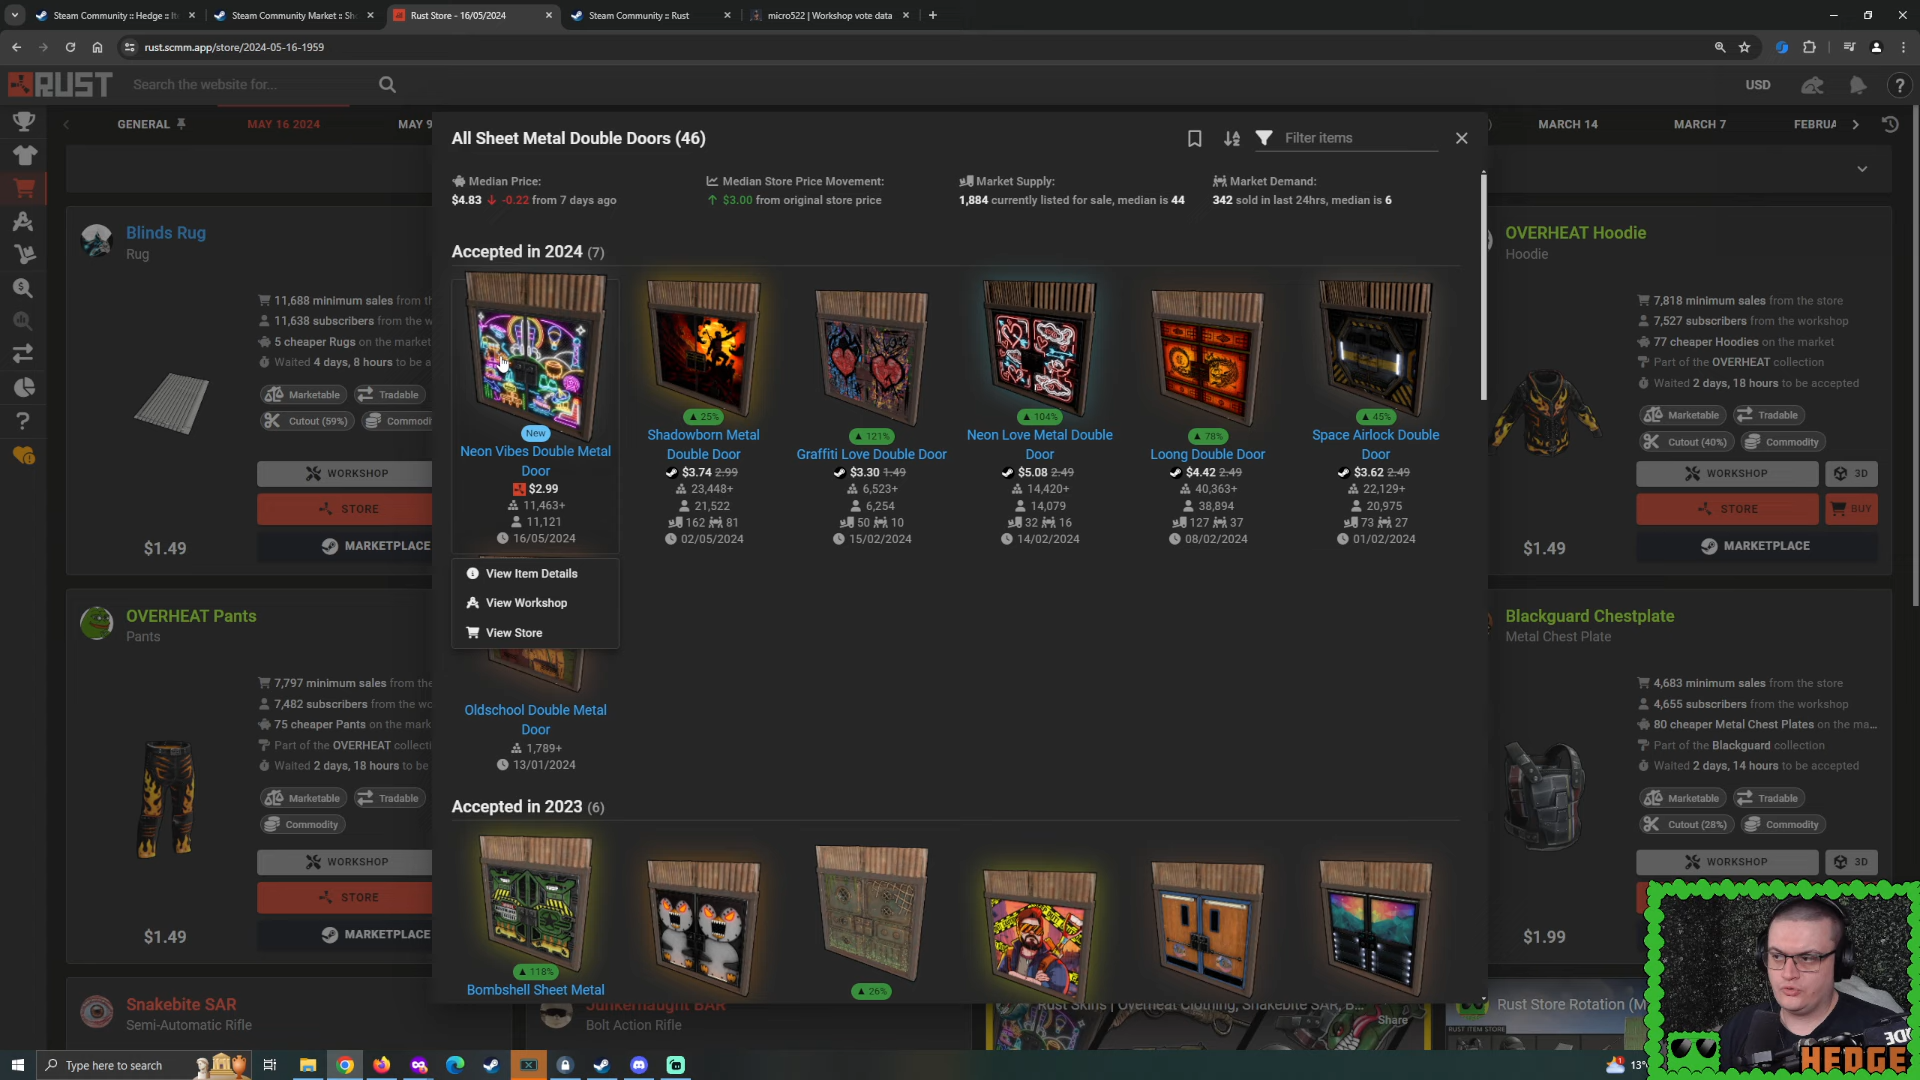 Steam Community :: Hedge :: It
Steam Community Market :: Sh
Rust Store - 16/05/2024
Steam Community :: Rust
micro522 | Workshop vote data
rust.scmm.app/store/2024-05-16-1959
RUST
Search the website for...
USD
GENERAL
MAY 16 2024
MAY 9
MARCH 14
MARCH 7
FEBRUA
All Sheet Metal Double Doors (46)
Filter items
Median Price:
$4.83 -0.22 from 7 days ago
Median Store Price Movement:
$3.00 from original store price
Market Supply:
1,884 currently listed for sale, median is 44
Market Demand:
342 sold in last 24hrs, median is 6
Accepted in 2024 (7)
New
Neon Vibes Double Metal
Door
$2.99
11,463+
11,121
16/05/2024
25%
Shadowborn Metal
Double Door
$3.74 2.99
23,448+
21,522
162 81
02/05/2024
121%
Graffiti Love Double Door
$3.30 1.49
6,523+
6,254
50 10
15/02/2024
104%
Neon Love Metal Double
Door
$5.08 2.49
14,420+
14,079
32 16
14/02/2024
78%
Loong Double Door
$4.42 2.49
40,363+
38,894
127 37
08/02/2024
45%
Space Airlock Double
Door
$3.62 2.49
22,129+
20,975
73 27
01/02/2024
View Item Details
View Workshop
View Store
Oldschool Double Metal
Door
1,789+
13/01/2024
Accepted in 2023 (6)
118%
Bombshell Sheet Metal
26%
Blinds Rug
Rug
11,688 minimum sales from th
11,638 subscribers from the w
5 cheaper Rugs on the market
Waited 4 days, 8 hours to be a
Marketable
Tradable
Cutout (59%)
Commodi
WORKSHOP
STORE
$1.49
MARKETPLACE
OVERHEAT Pants
Pants
7,797 minimum sales from the
7,482 subscribers from the wo
75 cheaper Pants on the mark
Part of the OVERHEAT collecti
Waited 2 days, 18 hours to be
Marketable
Tradable
Commodity
WORKSHOP
STORE
$1.49
MARKETPLACE
Snakebite SAR
Semi-Automatic Rifle
Junkernaught BAR
Bolt Action Rifle
OVERHEAT Hoodie
Hoodie
7,818 minimum sales from the store
7,527 subscribers from the workshop
77 cheaper Hoodies on the market
Part of the OVERHEAT collection
Waited 2 days, 18 hours to be accepted
Marketable
Tradable
Cutout (40%)
Commodity
WORKSHOP
3D
STORE
BUY
$1.49
MARKETPLACE
Blackguard Chestplate
Metal Chest Plate
4,683 minimum sales from the store
4,655 subscribers from the workshop
80 cheaper Metal Chest Plates on the ma...
Part of the Blackguard collection
Waited 2 days, 14 hours to be accepted
Marketable
Tradable
Cutout (28%)
Commodity
WORKSHOP
3D
$1.99
Rust Skins | Overheat Clothing, Snakebite SAR, B...
Share
Rust Store Rotation (M
RUST ITEM STORE
Type here to search
13°
HEDGE